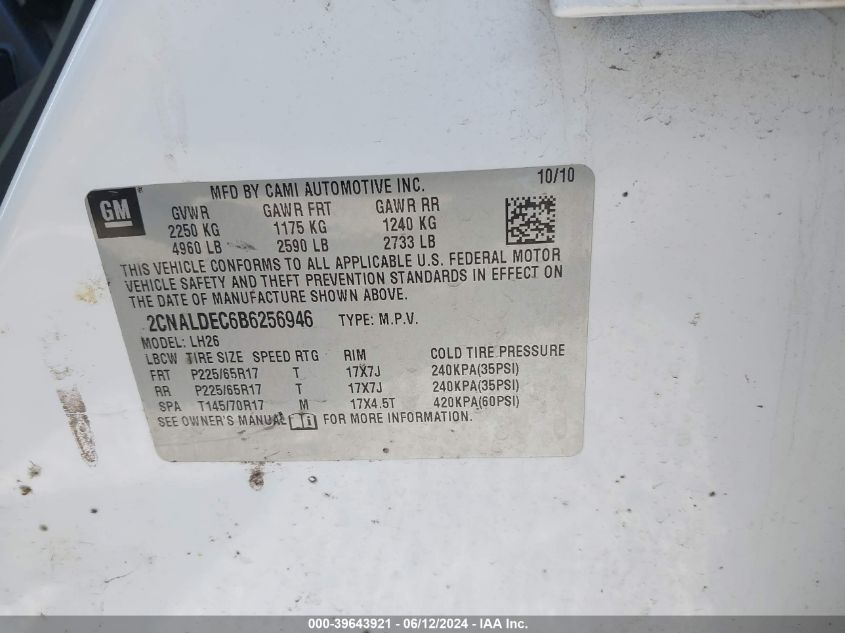 GM
MFD BY CAMI AUTOMOTIVE INC. 10/10
GVWR GAWR FRT GAWR RR
2250 KG 1175 KG 1240 KG
4960 LB 2590 LB 2733 LB
THIS VEHICLE CONFORMS TO ALL APPLICABLE U.S. FEDERAL MOTOR
VEHICLE SAFETY AND THEFT PREVENTION STANDARDS IN EFFECT ON
THE DATE OF MANUFACTURE SHOWN ABOVE.
2CNALDEC6B6256946 TYPE: M.P.V.
MODEL: LH26
LBCW TIRE SIZE SPEED RTG RIM COLD TIRE PRESSURE
FRT P225/65R17 T 17X7J 240KPA(35PSI)
RR P225/65R17 T 17X7J 240KPA(35PSI)
SPA T145/70R17 M 17X4.5T 420KPA(60PSI)
SEE OWNER'S MANUAL FOR MORE INFORMATION.
000-39643921 - 06/12/2024 - IAA Inc.